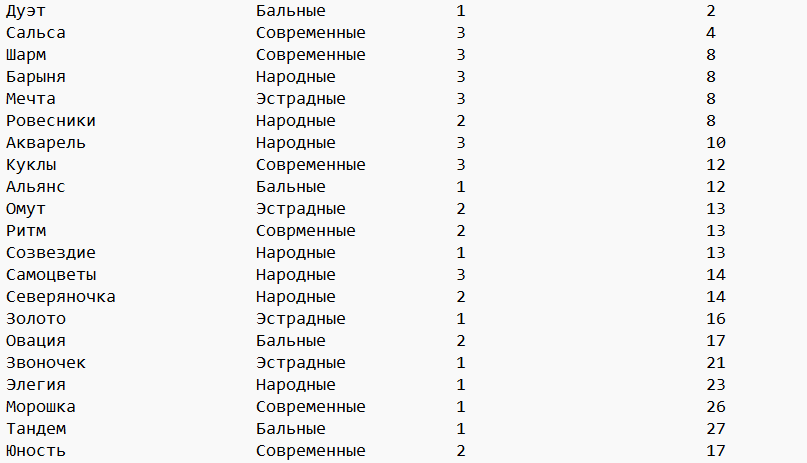 Дуэт Бальные 1 2
Сальса Современные 3 4
Шарм Современные 3 8
Барыня Народные 3 8
Мечта Эстрадные 3 8
Ровесники Народные 2 8
Акварель Народные 3 10
Куклы Современные 3 12
Альянс Бальные 1 12
Омут Эстрадные 2 13
Ритм Соврменные 2 13
Созвездие Народные 1 13
Самоцветы Народные 3 14
Северяночка Народные 2 14
Золото Эстрадные 1 16
Овация Бальные 2 17
Звоночек Эстрадные 1 21
Элегия Народные 1 23
Морошка Современные 1 26
Тандем Бальные 1 27
Юность Современные 2 17